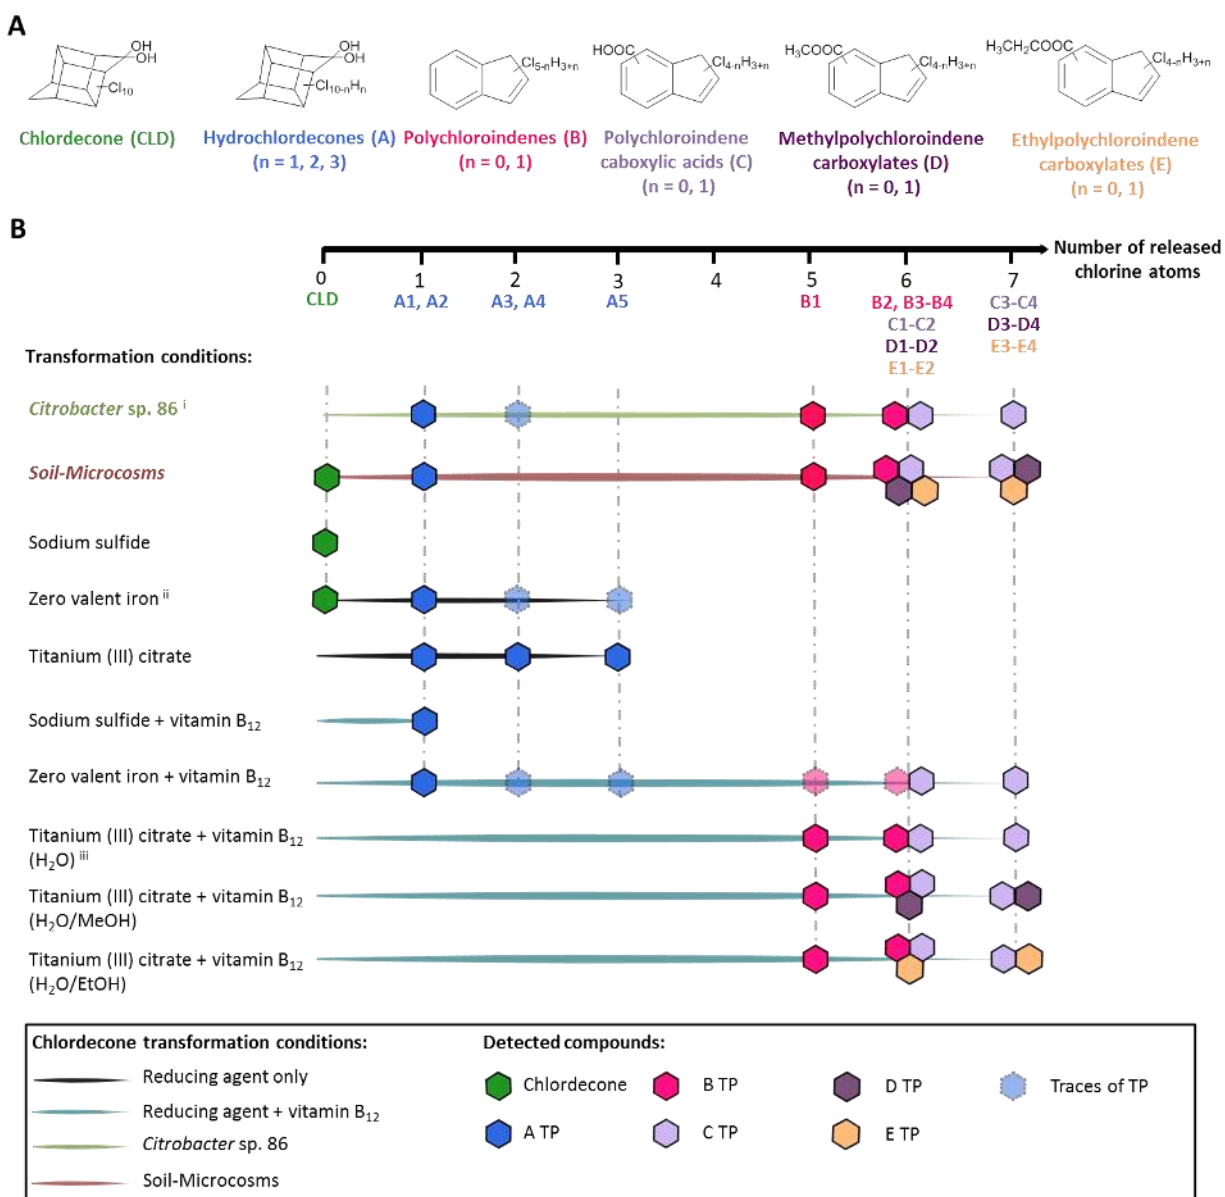 A
OH
OH
Cl10
OH
OH
Cl10-nHn
Cl5-nH3+n
HOOC
Cl4-nH3+n
H3COOC
Cl4-nH3+n
H3CH2COOC
Cl4-nH3+n
Chlordecone (CLD)
Hydrochlordecones (A)
(n = 1, 2, 3)
Polychloroindenes (B)
(n = 0, 1)
Polychloroindene
caboxylic acids (C)
(n = 0, 1)
Methylpolychloroindene
carboxylates (D)
(n = 0, 1)
Ethylpolychloroindene
carboxylates (E)
(n = 0, 1)
B
Number of released
chlorine atoms
0 1 2 3 4 5 6 7
CLD A1, A2 A3, A4 A5 B1 B2, B3-B4 C3-C4
C1-C2 D3-D4
D1-D2 E3-E4
E1-E2
Transformation conditions:
Citrobacter sp. 86 i
Soil-Microcosms
Sodium sulfide
Zero valent iron ii
Titanium (III) citrate
Sodium sulfide + vitamin B12
Zero valent iron + vitamin B12
Titanium (III) citrate + vitamin B12
(H2O) iii
Titanium (III) citrate + vitamin B12
(H2O/MeOH)
Titanium (III) citrate + vitamin B12
(H2O/EtOH)
Chlordecone transformation conditions:
Reducing agent only
Reducing agent + vitamin B12
Citrobacter sp. 86
Soil-Microcosms
Detected compounds:
Chlordecone B TP D TP Traces of TP
A TP C TP E TP